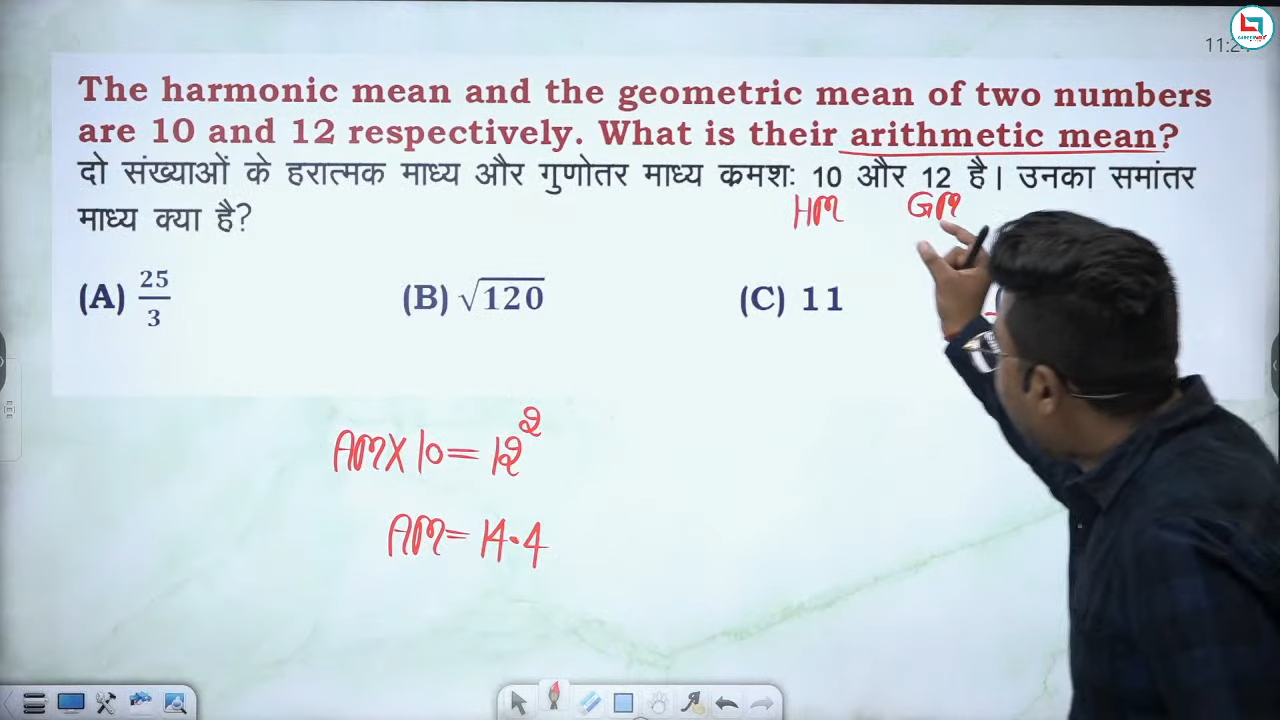 11:24
The harmonic mean and the geometric mean of two numbers
are 10 and 12 respectively. What is their arithmetic mean?
दो संख्याओं के हरात्मक माध्य और गुणोतर माध्य क्रमशः 10 और 12 है। उनका समांतर
माध्य क्या है?
HM GM
(A) 25/3 (B) √120 (C) 11
AM X 10 = 12²
AM = 14.4